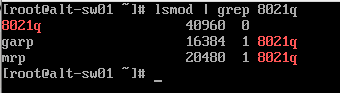 [root@alt-sw01 ~]# lsmod | grep 8021q
8021q 40960 0
garp 16384 1 8021q
mrp 20480 1 8021q
[root@alt-sw01 ~]# _